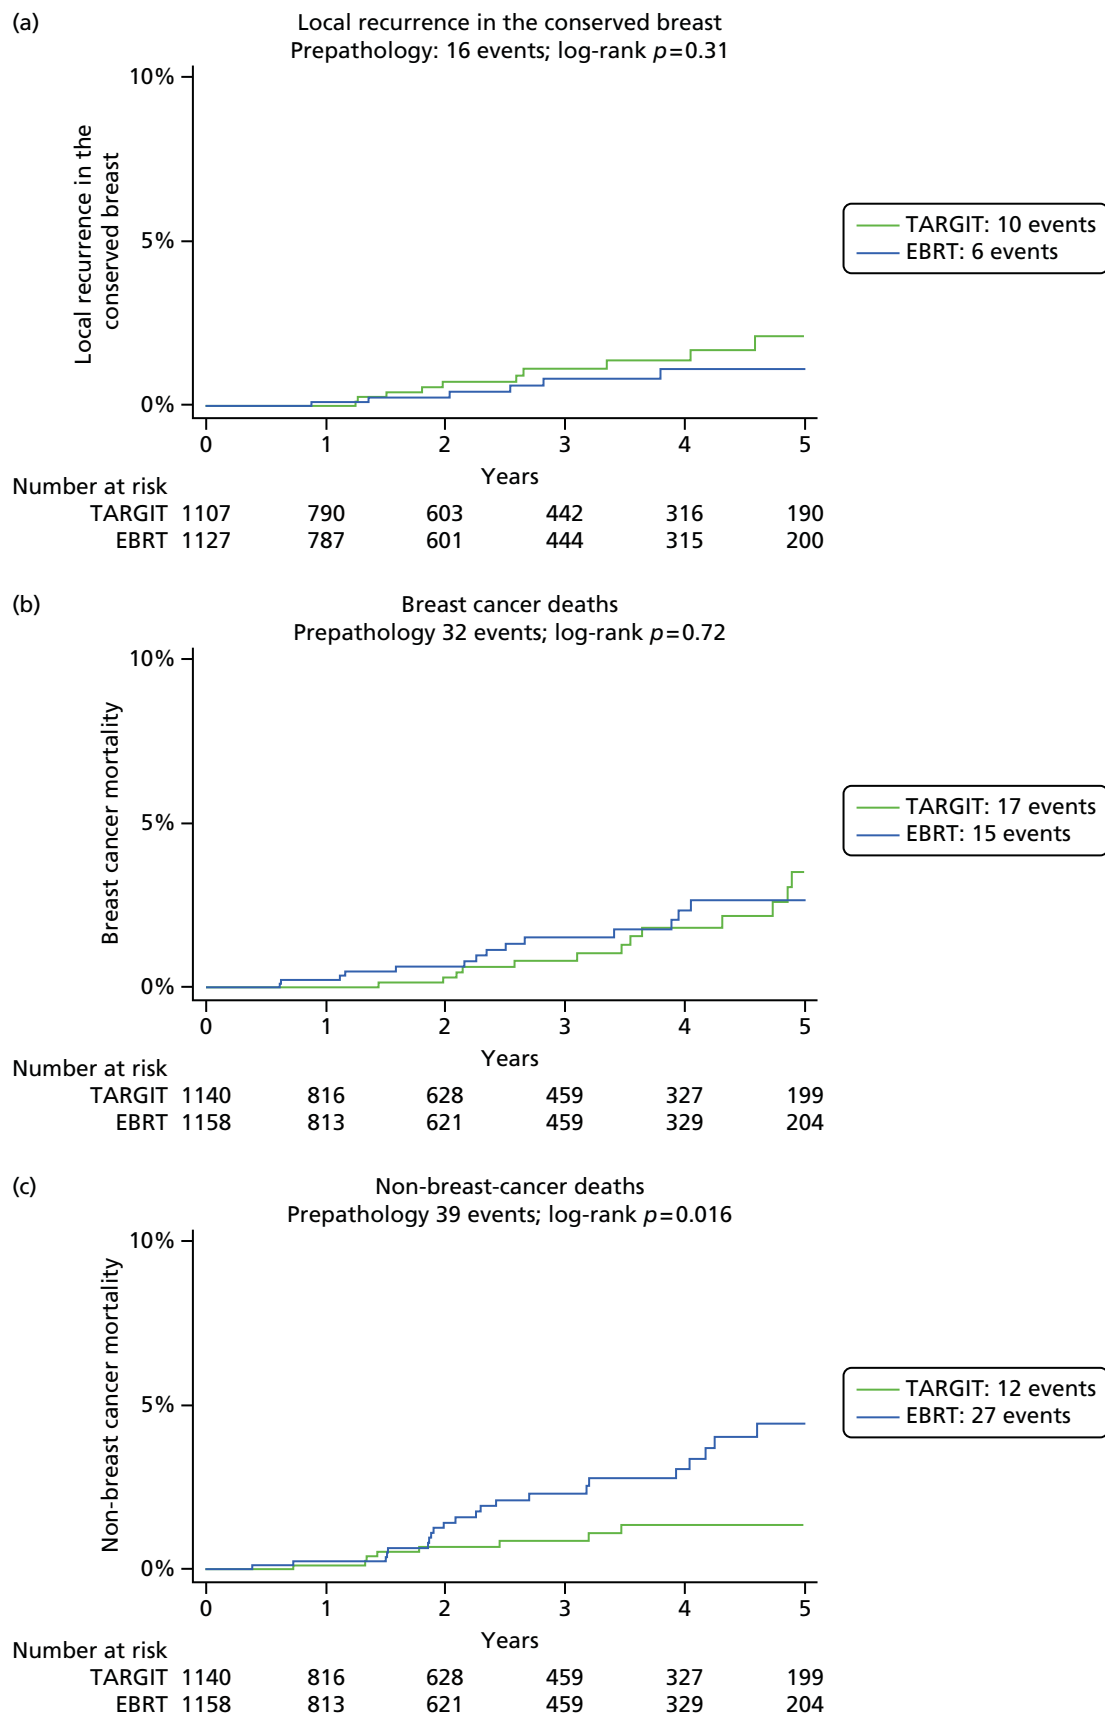 (a)
Local recurrence in the conserved breast
Prepathology: 16 events; log-rank p=0.31
Local recurrence in the
conserved breast
10%
5%
0%
0 1 2 3 4 5
Years
TARGIT: 10 events
EBRT: 6 events
Number at risk
TARGIT 1107 790 603 442 316 190
EBRT 1127 787 601 444 315 200
(b)
Breast cancer deaths
Prepathology 32 events; log-rank p=0.72
Breast cancer mortality
10%
5%
0%
0 1 2 3 4 5
Years
TARGIT: 17 events
EBRT: 15 events
Number at risk
TARGIT 1140 816 628 459 327 199
EBRT 1158 813 621 459 329 204
(c)
Non-breast-cancer deaths
Prepathology 39 events; log-rank p=0.016
Non-breast cancer mortality
10%
5%
0%
0 1 2 3 4 5
Years
TARGIT: 12 events
EBRT: 27 events
Number at risk
TARGIT 1140 816 628 459 327 199
EBRT 1158 813 621 459 329 204